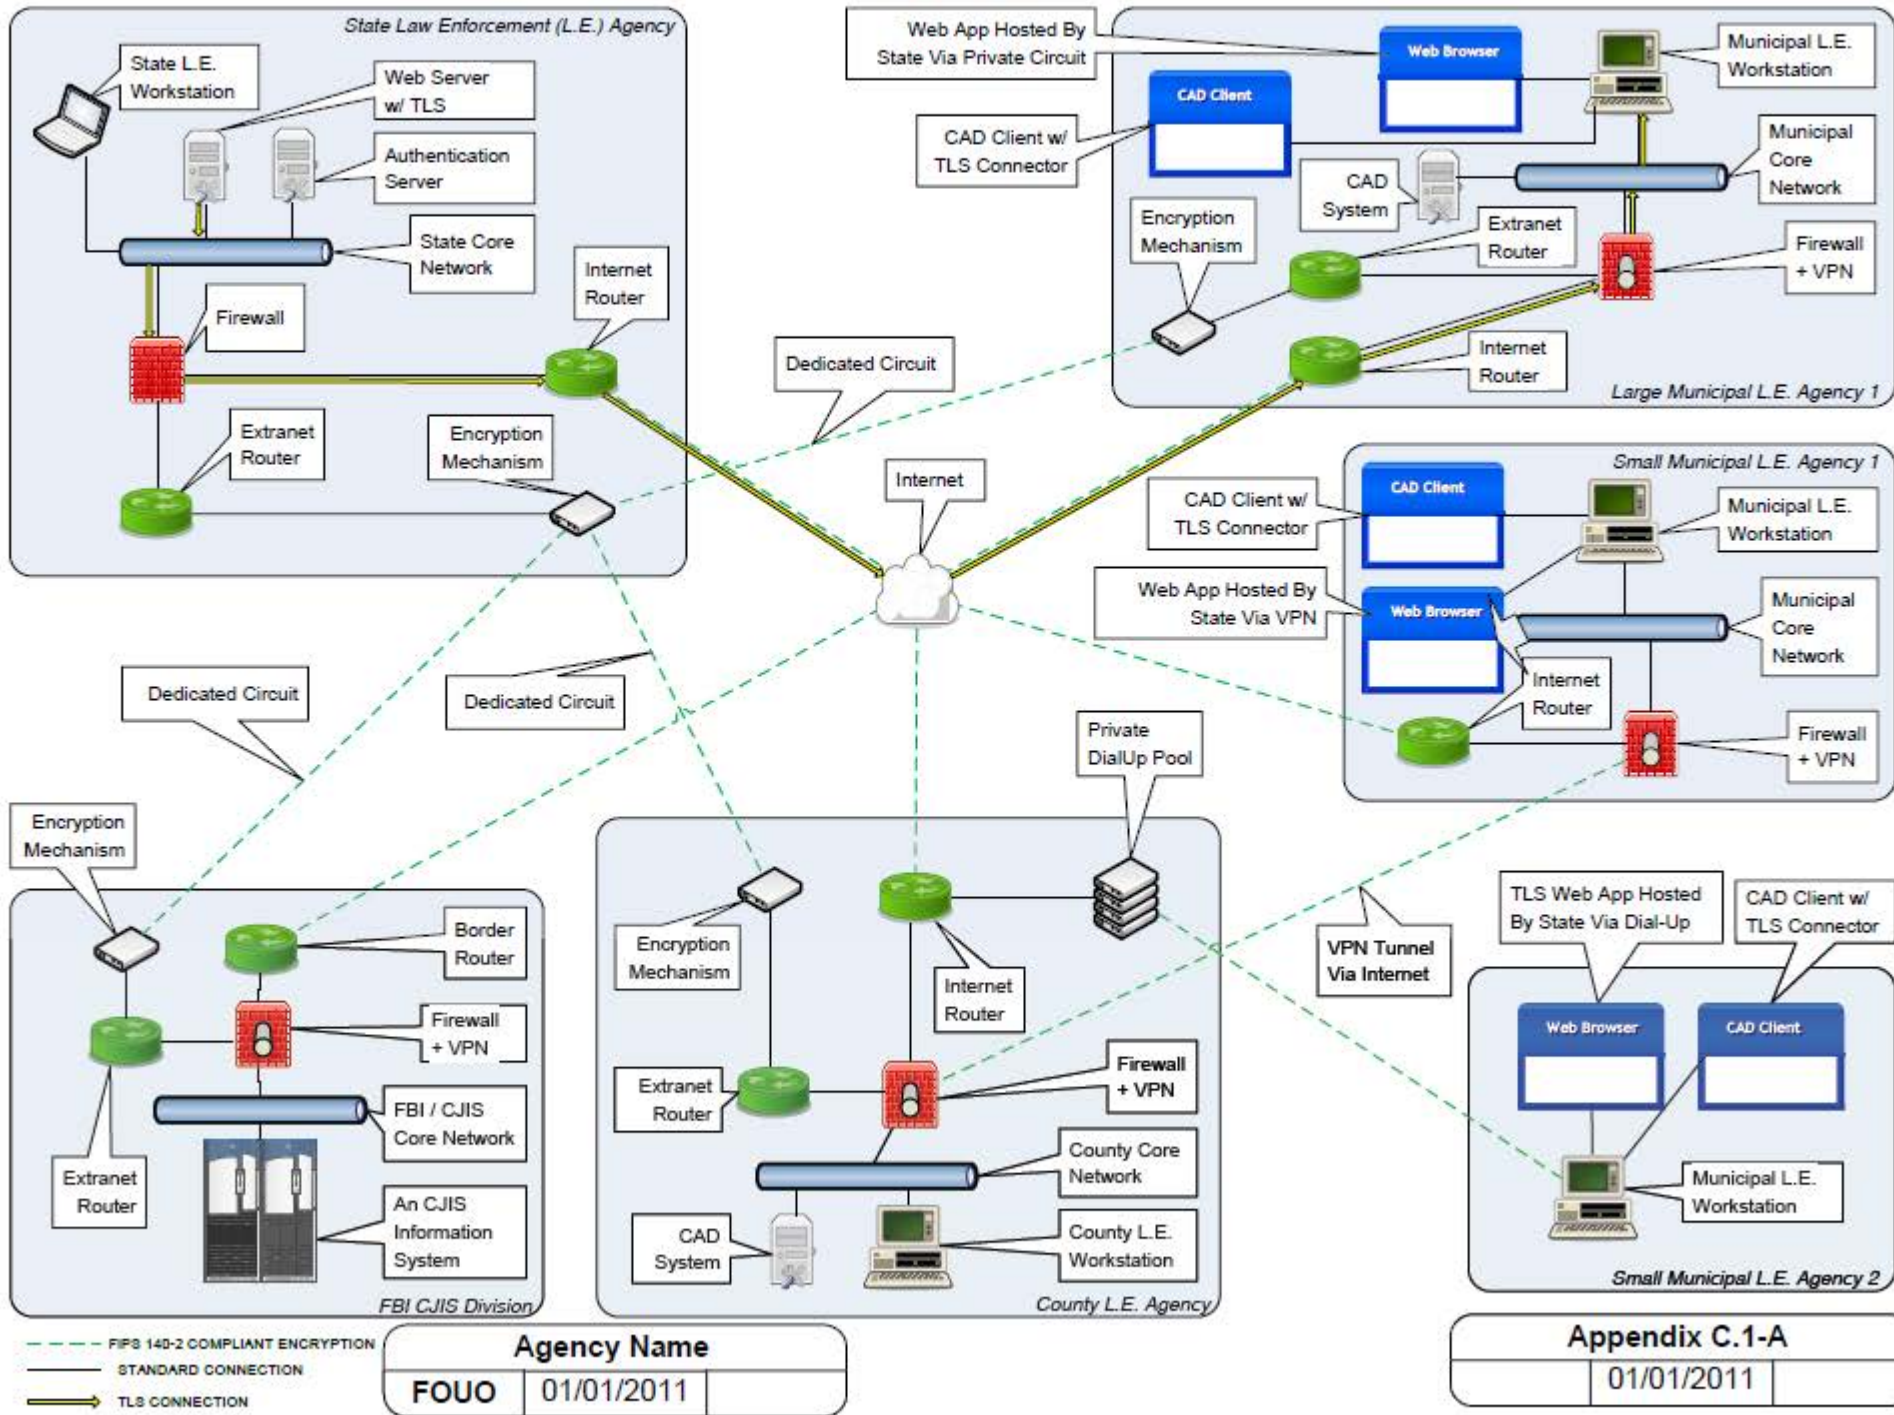 State Law Enforcement (L.E.) Agency
State L.E.
Workstation
Web Server
w/ TLS
Authentication
Server
State Core
Network
Internet
Router
Firewall
Extranet
Router
Encryption
Mechanism
Dedicated Circuit
Web App Hosted By
State Via Private Circuit
Web Browser
Municipal L.E.
Workstation
CAD Client
CAD Client w/
TLS Connector
Municipal
Core
Network
CAD
System
Encryption
Mechanism
Extranet
Router
Firewall
+ VPN
Internet
Router
Large Municipal L.E. Agency 1
Internet
Small Municipal L.E. Agency 1
CAD Client w/
TLS Connector
CAD Client
Municipal L.E.
Workstation
Web App Hosted By
State Via VPN
Web Browser
Municipal
Core
Network
Internet
Router
Firewall
+ VPN
Dedicated Circuit
Dedicated Circuit
Private
DialUp Pool
Encryption
Mechanism
Border
Router
Firewall
+ VPN
FBI / CJIS
Core Network
Extranet
Router
An CJIS
Information
System
FBI CJIS Division
Encryption
Mechanism
Internet
Router
Extranet
Router
Firewall
+ VPN
County Core
Network
CAD
System
County L.E.
Workstation
County L.E. Agency
VPN Tunnel
Via Internet
TLS Web App Hosted
By State Via Dial-Up
CAD Client w/
TLS Connector
Web Browser
CAD Client
Municipal L.E.
Workstation
Small Municipal L.E. Agency 2
FIPS 140-2 COMPLIANT ENCRYPTION
STANDARD CONNECTION
TLS CONNECTION
Agency Name
FOUO 01/01/2011
Appendix C.1-A
01/01/2011